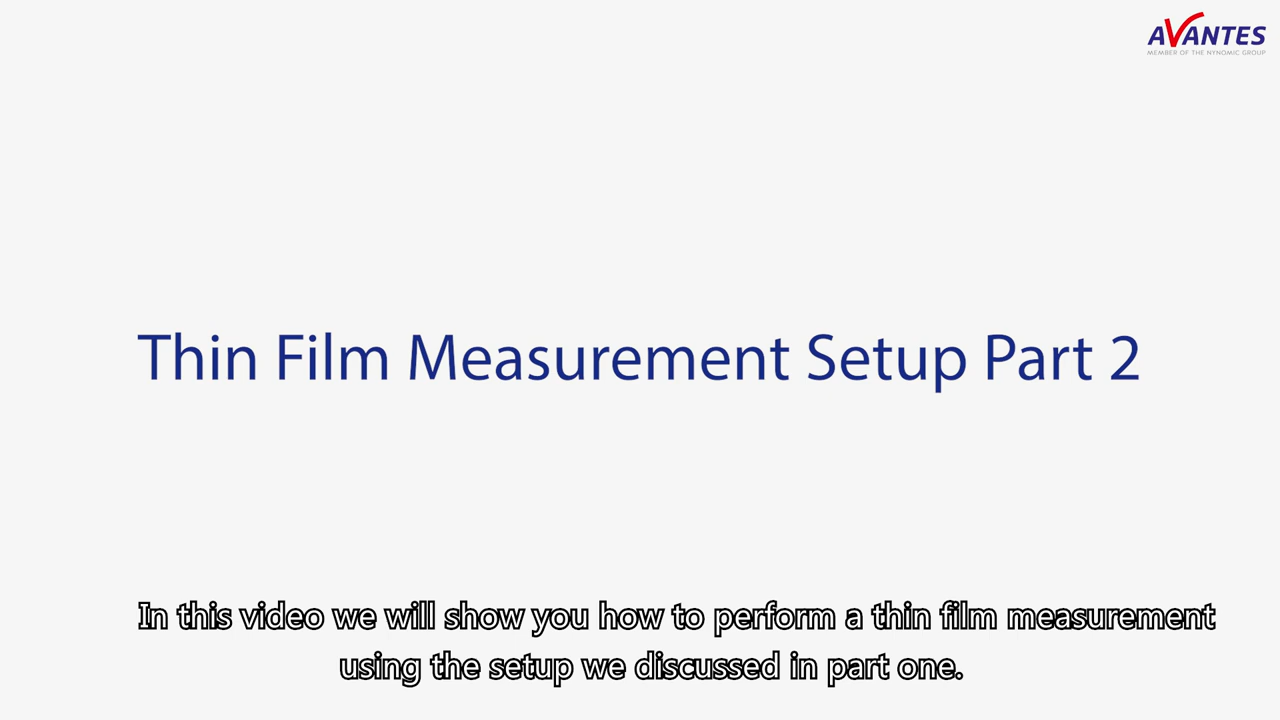 AVANTES
MEMBER OF THE NYNOMIC GROUP
Thin Film Measurement Setup Part 2
In this video we will show you how to perform a thin film measurement
using the setup we discussed in part one.